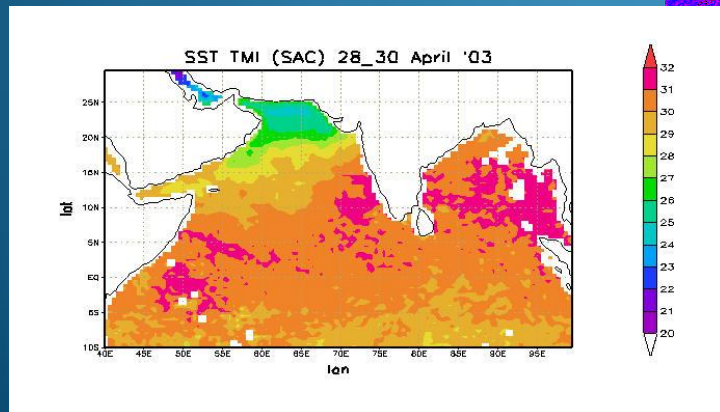 SST TMI (SAC) 28_30 April '03
lat
25N
20N
15N
10N
5N
EQ
5S
10S
40E
45E
50E
55E
60E
65E
70E
75E
80E
85E
90E
95E
lon
32
31
30
29
28
27
26
25
24
23
22
21
20